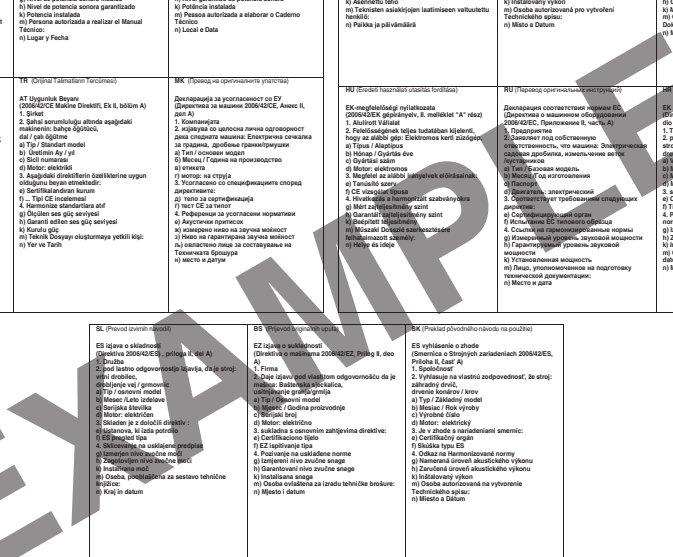 h) Nivel de potencia sonora garantizado
k) Potencia instalada
m) Persona autorizada a realizar el Manual
Técnico:
n) Lugar y Fecha
k) Potência instalada
m) Pessoa autorizada a elaborar o Caderno
Técnico
n) Local e Data
k) Asennettu teho
m) Teknisten asiakirjojen laatimiseen valtuutettu
henkilö:
n) Paikka ja päivämäärä
k) Instalovaný výkon
m) Osoba autorizovaná pro vytvoření
Technického spisu:
n) Místo a Datum
TR (Orijinal Talimatların Tercümesi)
AT Uygunluk Beyanı
(2006/42/CE Makine Direktifi, Ek II, bölüm A)
1. Şirket
2. Şahsi sorumluluğu altında aşağıdaki
makinenin: bahçe öğütücü,
dal / çalı öğütme
a) Tip / Standart model
b) Üretimin Ay / yıl
c) Sicil numarasi
d) Motor: elektrikli
3. Aşağıdaki direktiflerin özelliklerine uygun
olduğunu beyan etmektedir:
e) Sertifikalandıran kurum
f) ... Tipi CE incelemesi
4. Harmonize standartlara atıf
g) Ölçülen ses güç seviyesi
h) Garanti edilen ses güç seviyesi
k) Kurulu güç
m) Teknik Dosyayı oluşturmaya yetkili kişi:
n) Yer ve Tarih
MK (Превод на оригиналните упатства)
Декларација за усогласеност со ЕУ
(Директива за машини 2006/42/CE, Анекс II,
дел A)
1. Компанијата
2. изјавува со целосна лична одговорност
дека следната машина: Електрична сечкалка
за градина, дробење гранки/грмушки
а) Тип / основен модел
б) Месец / Година на производство
в) етикета
г) мотор: на струја
3. Усогласено со спецификациите според
директивите:
д) тело за сертификација
ѓ) тест CE за типот
4. Референци за усогласени нормативи
е) Акустички притисок
ж) измерено ниво на звучна моќност
з) Ниво на гарантирана звучна моќност
љ) овластено лице за составување на
Техничката брошура
н) место и датум
HU (Eredeti használati utasítás fordítása)
EK-megfelelőségi nyilatkozata
(2006/42/EK gépirányelv, II. melléklet "A" rész)
1. Alulírott Vállalat
2. Felelősségének teljes tudatában kijelenti,
hogy az alábbi gép: Elektromos kerti zúzógép,
a) Típus / Alaptípus
b) Hónap / Gyártás éve
c) Gyártási szám
d) Motor: elektromos
3. Megfelel az alábbi irányelvek előírásainak:
e) Tanúsító szerv
f) CE vizsgálat típusa
4. Hivatkozás a harmonizált szabványokra
g) Mért zajteljesítmény szint
h) Garantált zajteljesítmény szint
k) Beépített teljesítmény
m) Műszaki Dosszié szerkesztésére
felhatalmazott személy:
n) Helye és ideje
RU (Перевод оригинальных инструкций)
Декларация соответствия нормам ЕС
(Директива о машинном оборудовании
2006/42/ЕС, Приложение II, часть A)
1. Предприятие
2. Заявляет под собственную
ответственность, что машина: Электрическая
садовая дробилка, измельчение веток
/кустарников
a) Тип / Базовая модель
b) Месяц / Год изготовления
c) Паспорт
d) Двигатель: электрический
3. Соответствует требованиям следующих
директив:
e) Сертифицирующий орган
f) Испытание ЕС типового образца
4. Ссылки на гармонизированные нормы
g) Измеренный уровень звуковой мощности
h) Гарантируемый уровень звуковой
мощности
k) Установленная мощность
m) Лицо, уполномоченное на подготовку
технической документации:
n) Место и дата
SL (Prevod izvirnih navodil)
ES izjava o skladnosti
(Direktiva 2006/42/ES) , priloga II, del A)
1. Družba
2. pod lastno odgovornostjo izjavlja, da je stroj:
vrtni drobilec,
drobljenje vej / grmovnic
a) Tip / osnovni model
b) Mesec /Leto izdelave
c) Serijska številka
d) Motor: električen
3. Skladen je z določili direktiv :
e) Ustanova, ki izda potrdilo
f) ES pregled tipa
4. Sklicevanje na usklajene predpise
g) Izmerjen nivo zvočne moči
h) Zagotovljen nivo zvočne moči
k) Instalirana moč
m) Oseba, pooblaščena za sestavo tehnične
knjižice:
n) Kraj in datum
BS (Prijevod originalnih uputa)
EZ izjava o sukladnosti
(Direktiva o mašinama 2006/42/EZ, Prilog II, deo
A)
1. Firma
2. Daje izjavu pod vlastitom odgovornošću da je
mašina: Baštenska sjeckalica,
usitnjavanje granja/grmlja
a) Tip / Osnovni model
b) Mjesec / Godina proizvodnje
c) Serijski broj
d) Motor: električno
3. sukladna s osnovnim zahtjevima direktive:
e) Certifikaciono tijelo
f) EZ ispitivanje tipa
4. Pozivanje na usklađene norme
g) Izmjereni nivo zvučne snage
h) Garantovani nivo zvučne snage
k) Instalisana snaga
m) Osoba ovlaštena za izradu tehničke brošure:
n) Mjesto i datum
SK (Preklad pôvodného návodu na použitie)
ES vyhlásenie o zhode
(Smernica o Strojných zariadeniach 2006/42/ES,
Príloha II, časť A)
1. Spoločnosť
2. Vyhlasuje na vlastnú zodpovednosť, že stroj:
záhradný drvič,
drvenie konárov / krov
a) Typ / Základný model
b) Mesiac / Rok výroby
c) Výrobné číslo
d) Motor: elektrický
3. Je v zhode s nariadeniami smerníc:
e) Certifikačný orgán
f) Skúška typu ES
4. Odkaz na Harmonizované normy
g) Nameraná úroveň akustického výkonu
h) Zaručená úroveň akustického výkonu
k) Inštalovaný výkon
m) Osoba autorizovaná na vytvorenie
Technického spisu:
n) Miesto a Dátum
EXAMPLE